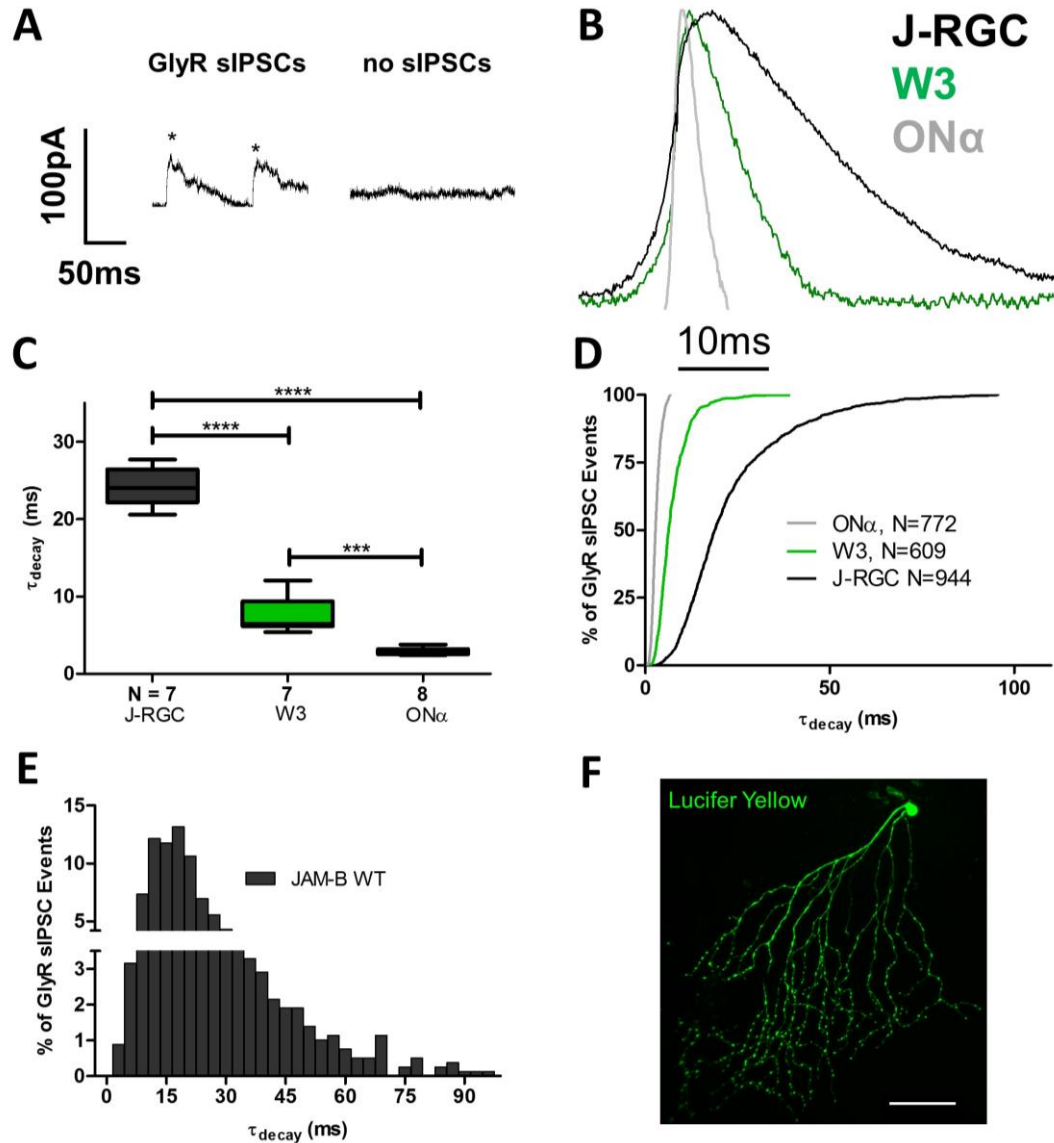 A
GlyR sIPSCs
no sIPSCs
*
*
100pA
50ms
B
J-RGC
W3
ONα
10ms
C
****
****
***
30
20
10
0
τdecay (ms)
N = 7
7
8
J-RGC
W3
ONα
D
100
75
50
25
0
% of GlyR sIPSC Events
ONα, N=772
W3, N=609
J-RGC N=944
0
50
100
τdecay (ms)
E
15
10
5
3
2
1
0
% of GlyR sIPSC Events
JAM-B WT
0
15
30
45
60
75
90
τdecay (ms)
F
Lucifer Yellow